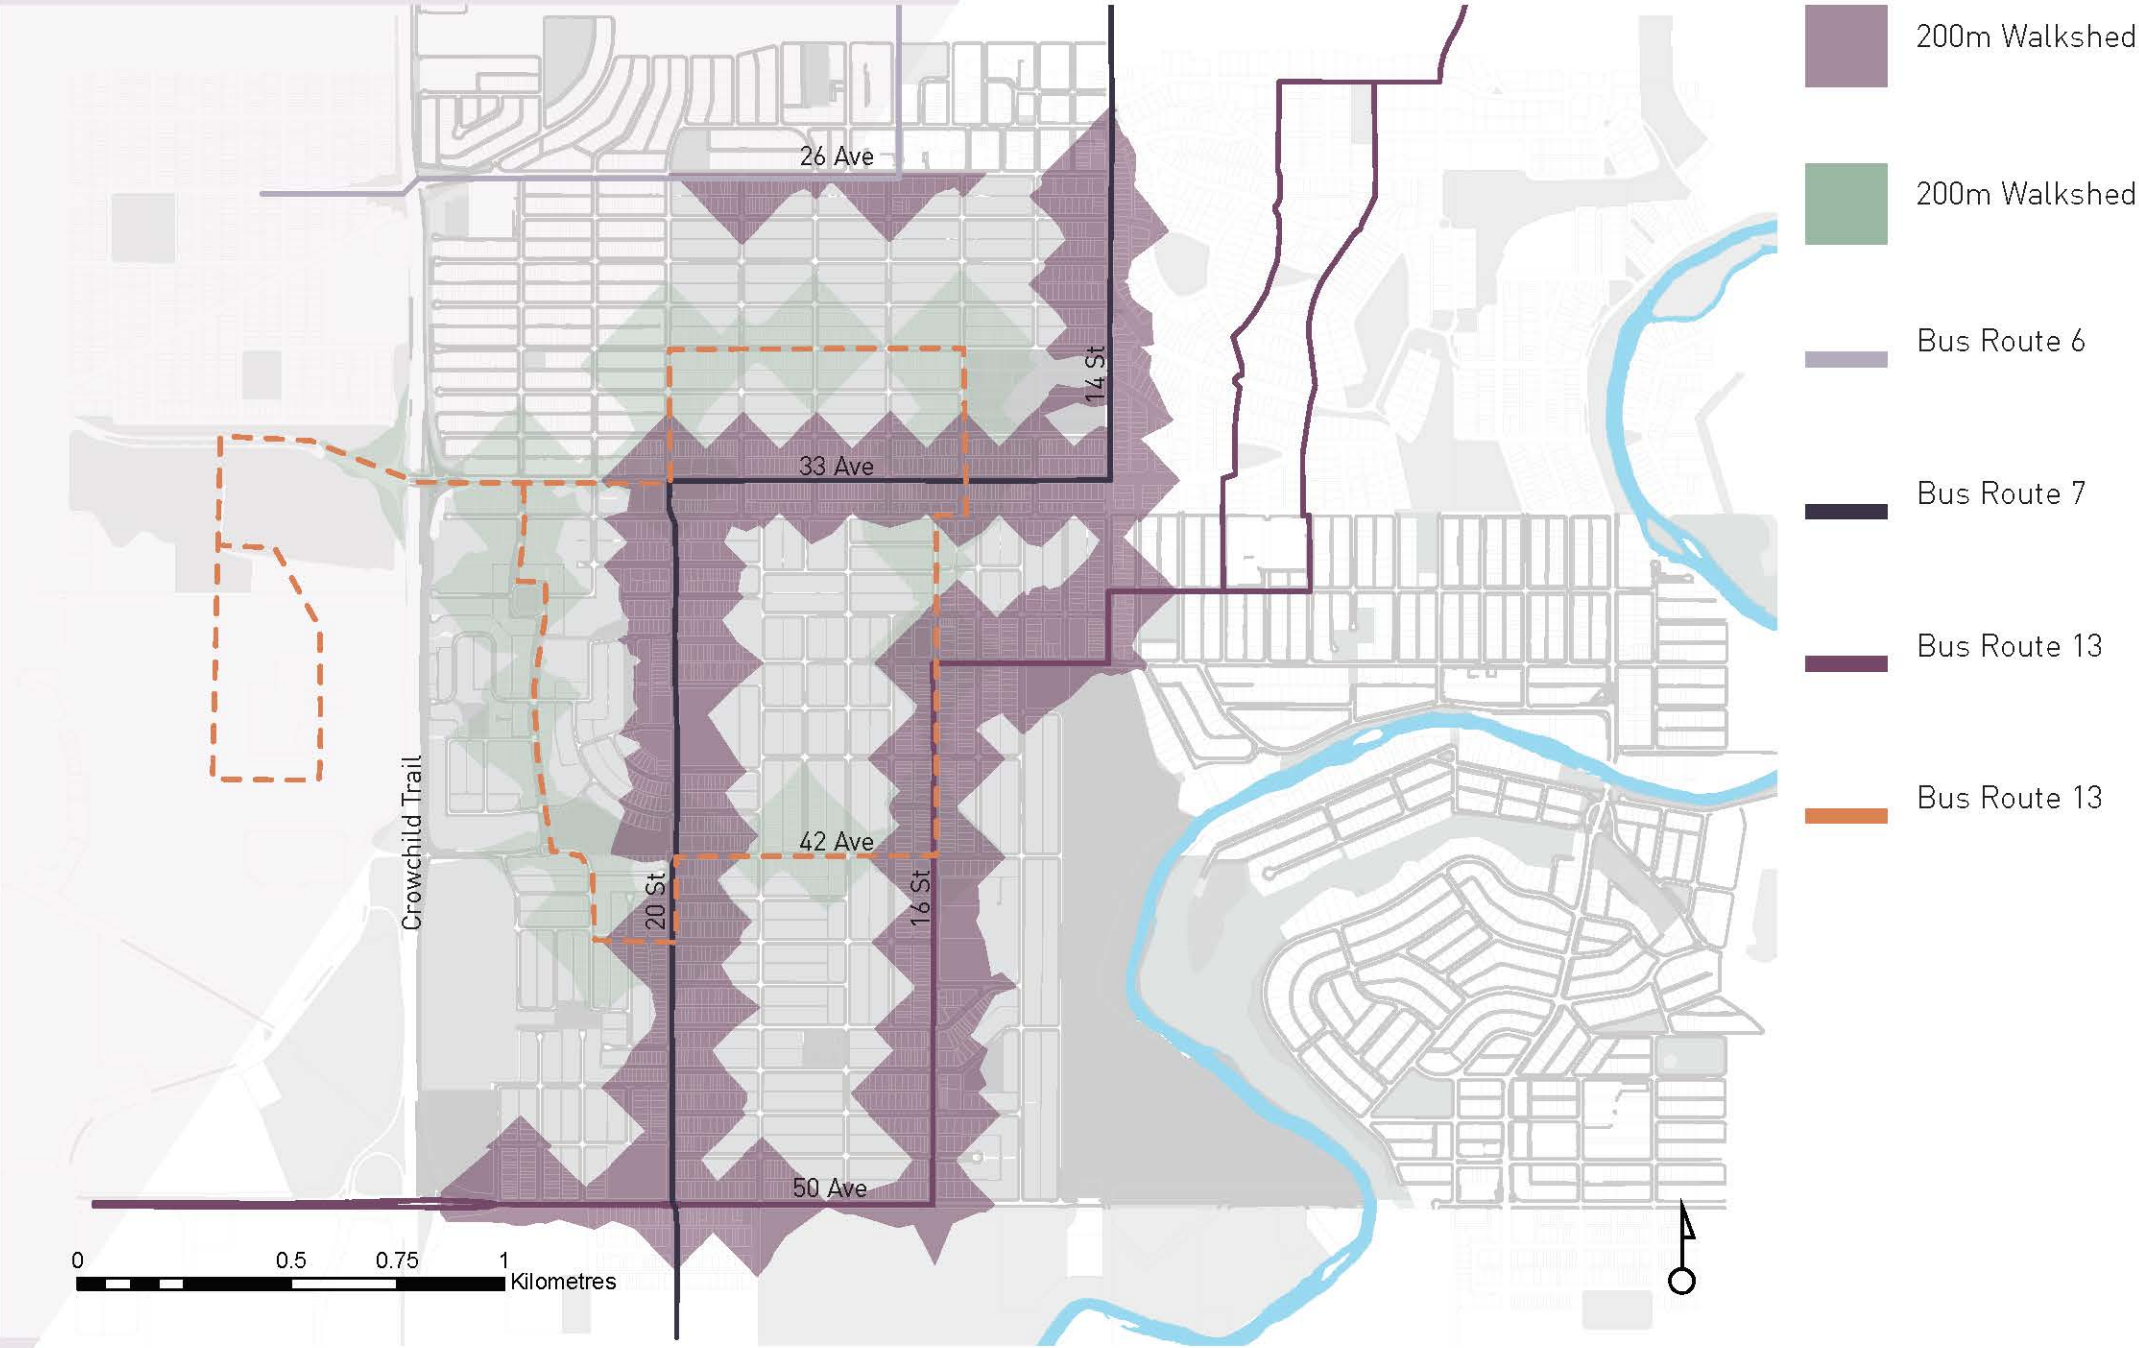 200m Walkshed
26 Ave
200m Walkshed
Bus Route 6
14 St
33 Ave
Bus Route 7
Bus Route 13
Crowchild Trail
42 Ave
20 St
16 St
Bus Route 13
50 Ave
0 0.5 0.75 1
Kilometres